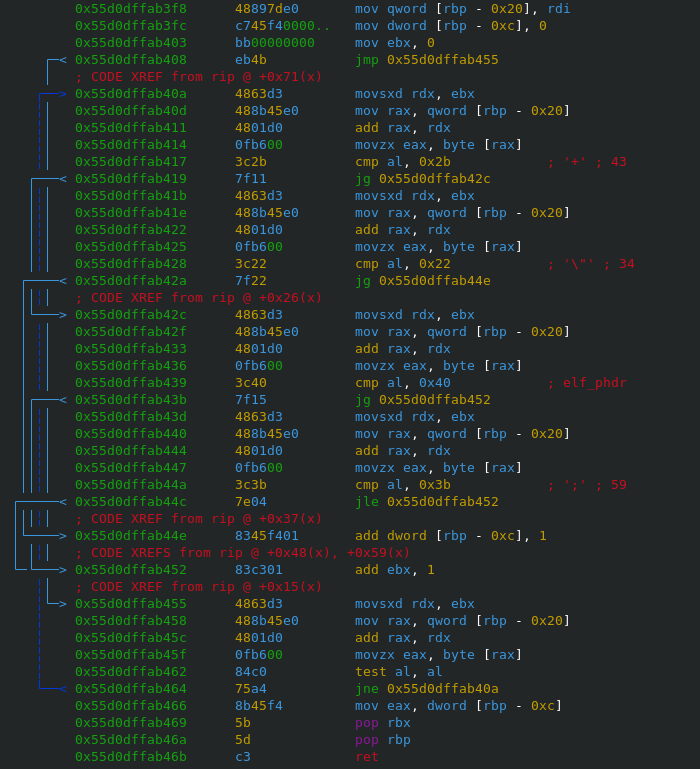 0x55d0dffab3f8 48897de0 mov qword [rbp - 0x20], rdi
0x55d0dffab3fc c745f40000.. mov dword [rbp - 0xc], 0
0x55d0dffab403 bb00000000 mov ebx, 0
0x55d0dffab408 eb4b jmp 0x55d0dffab455
; CODE XREF from rip @ +0x71(x)
0x55d0dffab40a 4863d3 movsxd rdx, ebx
0x55d0dffab40d 488b45e0 mov rax, qword [rbp - 0x20]
0x55d0dffab411 4801d0 add rax, rdx
0x55d0dffab414 0fb600 movzx eax, byte [rax]
0x55d0dffab417 3c2b cmp al, 0x2b ; '+' ; 43
0x55d0dffab419 7f11 jg 0x55d0dffab42c
0x55d0dffab41b 4863d3 movsxd rdx, ebx
0x55d0dffab41e 488b45e0 mov rax, qword [rbp - 0x20]
0x55d0dffab422 4801d0 add rax, rdx
0x55d0dffab425 0fb600 movzx eax, byte [rax]
0x55d0dffab428 3c22 cmp al, 0x22 ; '\"' ; 34
0x55d0dffab42a 7f22 jg 0x55d0dffab44e
; CODE XREF from rip @ +0x26(x)
0x55d0dffab42c 4863d3 movsxd rdx, ebx
0x55d0dffab42f 488b45e0 mov rax, qword [rbp - 0x20]
0x55d0dffab433 4801d0 add rax, rdx
0x55d0dffab436 0fb600 movzx eax, byte [rax]
0x55d0dffab439 3c40 cmp al, 0x40 ; elf_phdr
0x55d0dffab43b 7f15 jg 0x55d0dffab452
0x55d0dffab43d 4863d3 movsxd rdx, ebx
0x55d0dffab440 488b45e0 mov rax, qword [rbp - 0x20]
0x55d0dffab444 4801d0 add rax, rdx
0x55d0dffab447 0fb600 movzx eax, byte [rax]
0x55d0dffab44a 3c3b cmp al, 0x3b ; ';' ; 59
0x55d0dffab44c 7e04 jle 0x55d0dffab452
; CODE XREF from rip @ +0x37(x)
0x55d0dffab44e 8345f401 add dword [rbp - 0xc], 1
; CODE XREFS from rip @ +0x48(x), +0x59(x)
0x55d0dffab452 83c301 add ebx, 1
; CODE XREF from rip @ +0x15(x)
0x55d0dffab455 4863d3 movsxd rdx, ebx
0x55d0dffab458 488b45e0 mov rax, qword [rbp - 0x20]
0x55d0dffab45c 4801d0 add rax, rdx
0x55d0dffab45f 0fb600 movzx eax, byte [rax]
0x55d0dffab462 84c0 test al, al
0x55d0dffab464 75a4 jne 0x55d0dffab40a
0x55d0dffab466 8b45f4 mov eax, dword [rbp - 0xc]
0x55d0dffab469 5b pop rbx
0x55d0dffab46a 5d pop rbp
0x55d0dffab46b c3 ret